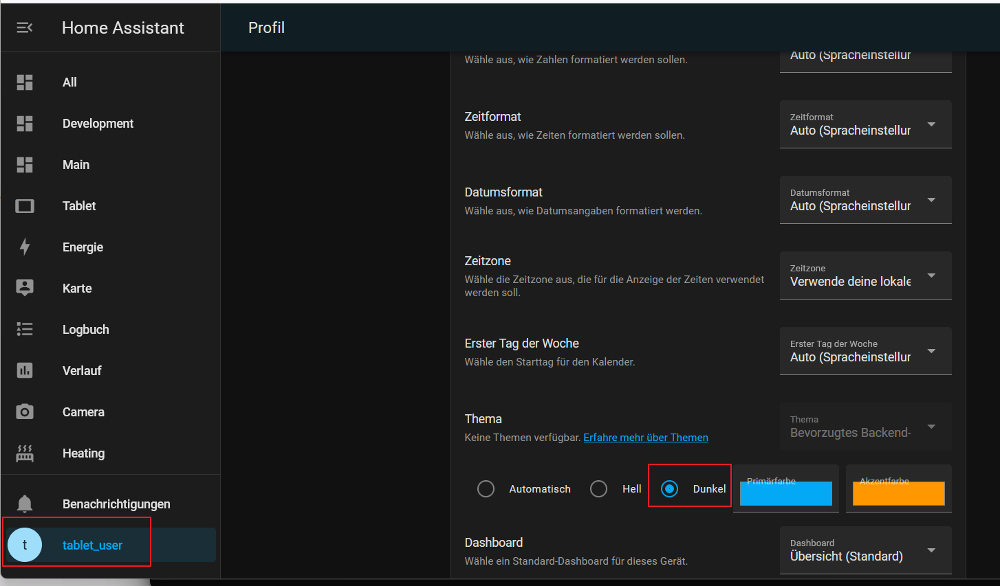 Home Assistant
Profil
All
Development
Main
Tablet
Energie
Karte
Logbuch
Verlauf
Camera
Heating
Benachrichtigungen
t
tablet_user
Wähle aus, wie Zahlen formatiert werden sollen.
Auto (Spracheinstellur
Zeitformat
Wähle aus, wie Zeiten formatiert werden sollen.
Zeitformat
Auto (Spracheinstellur
Datumsformat
Wähle aus, wie Datumsangaben formatiert werden.
Datumsformat
Auto (Spracheinstellur
Zeitzone
Wähle die Zeitzone aus, die für die Anzeige der Zeiten verwendet
werden soll.
Zeitzone
Verwende deine lokale
Erster Tag der Woche
Wähle den Starttag für den Kalender.
Erster Tag der Woche
Auto (Spracheinstellur
Thema
Keine Themen verfügbar. Erfahre mehr über Themen
Thema
Bevorzugtes Backend-
Automatisch
Hell
Dunkel
Primärfarbe
Akzentfarbe
Dashboard
Wähle ein Standard-Dashboard für dieses Gerät.
Dashboard
Übersicht (Standard)